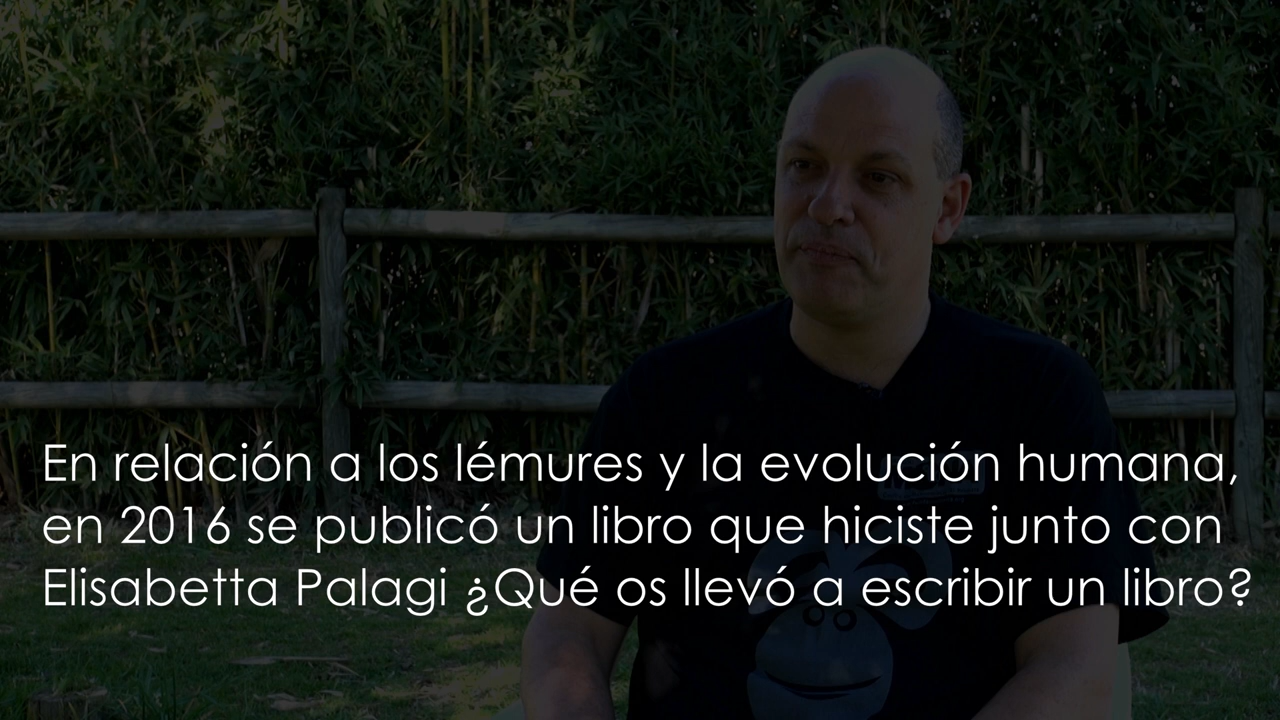 En relación a los lémures y la evolución humana,
en 2016 se publicó un libro que hiciste junto con
Elisabetta Palagi ¿Qué os llevó a escribir un libro?